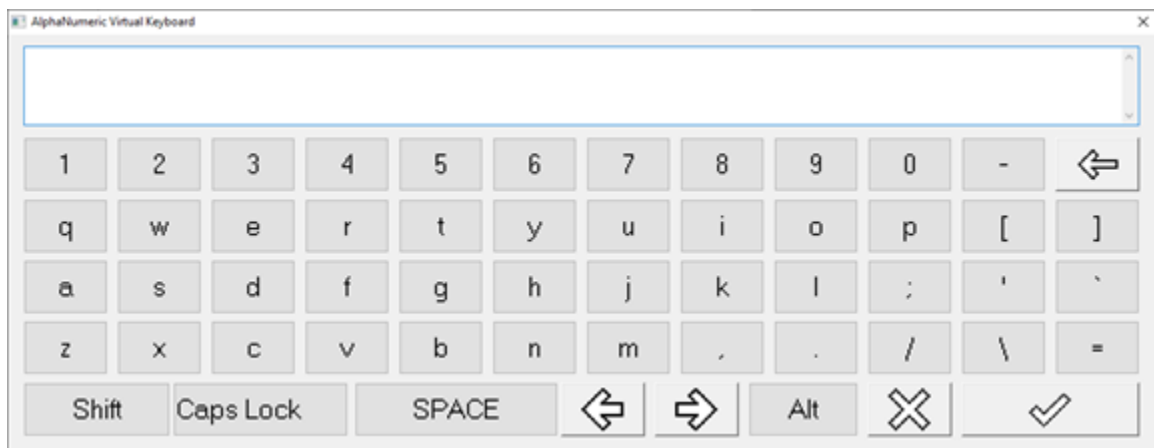 AlphaNumeric Virtual Keyboard
1 2 3 4 5 6 7 8 9 0 -
q w e r t y u i o p [ ]
a s d f g h j k l ; ' `
z x c v b n m , . / \ =
Shift Caps Lock SPACE Alt